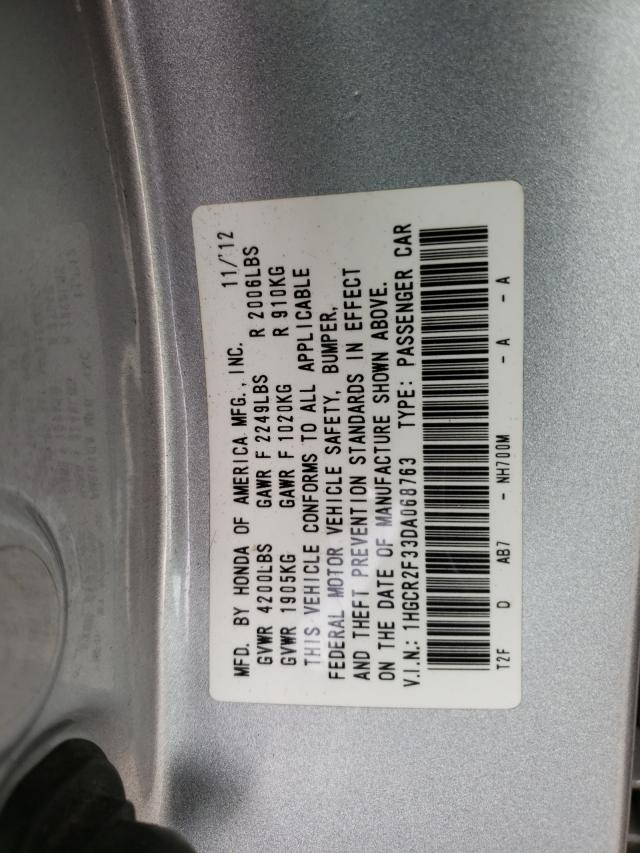 MFD. BY HONDA OF AMERICA MFG., INC. 11/'12
GVWR 4200LBS GAWR F 2249LBS R 2006LBS
GVWR 1905KG GAWR F 1020KG R 910KG
THIS VEHICLE CONFORMS TO ALL APPLICABLE
FEDERAL MOTOR VEHICLE SAFETY, BUMPER,
AND THEFT PREVENTION STANDARDS IN EFFECT
ON THE DATE OF MANUFACTURE SHOWN ABOVE.
V.I.N.: 1HGCR2F33DA068763 TYPE: PASSENGER CAR
T2F D AB7 - NH700M - A - A